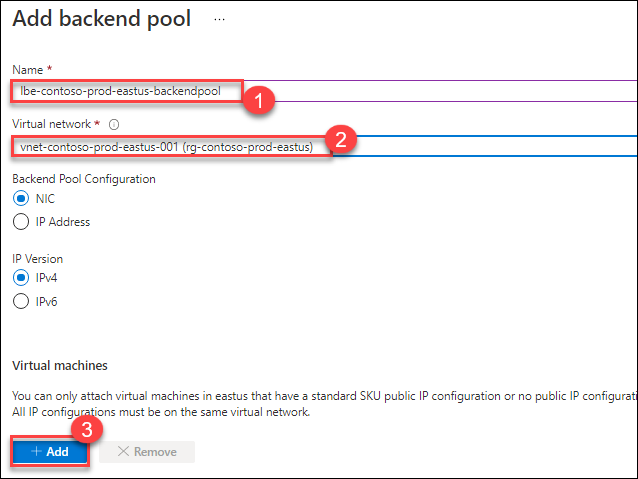 Add backend pool ...
Name *
lbe-contoso-prod-eastus-backendpool
1
Virtual network *
vnet-contoso-prod-eastus-001 (rg-contoso-prod-eastus)
2
Backend Pool Configuration
NIC
IP Address
IP Version
IPv4
IPv6
Virtual machines
You can only attach virtual machines in eastus that have a standard SKU public IP configuration or no public IP configurati
All IP configurations must be on the same virtual network.
3
+ Add
× Remove